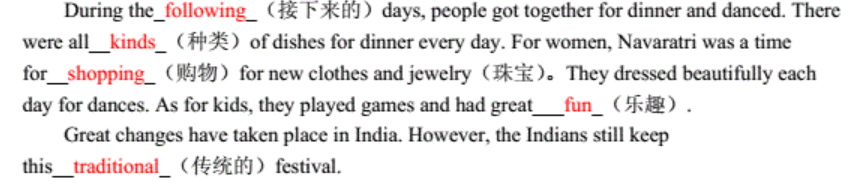 During the_following_（接下来的）days, people got together for dinner and danced. There
were all__kinds_（种类）of dishes for dinner every day. For women, Navaratri was a time
for__shopping_（购物）for new clothes and jewelry（珠宝）。They dressed beautifully each
day for dances. As for kids, they played games and had great___fun_（乐趣）.
Great changes have taken place in India. However, the Indians still keep
this__traditional_（传统的）festival.